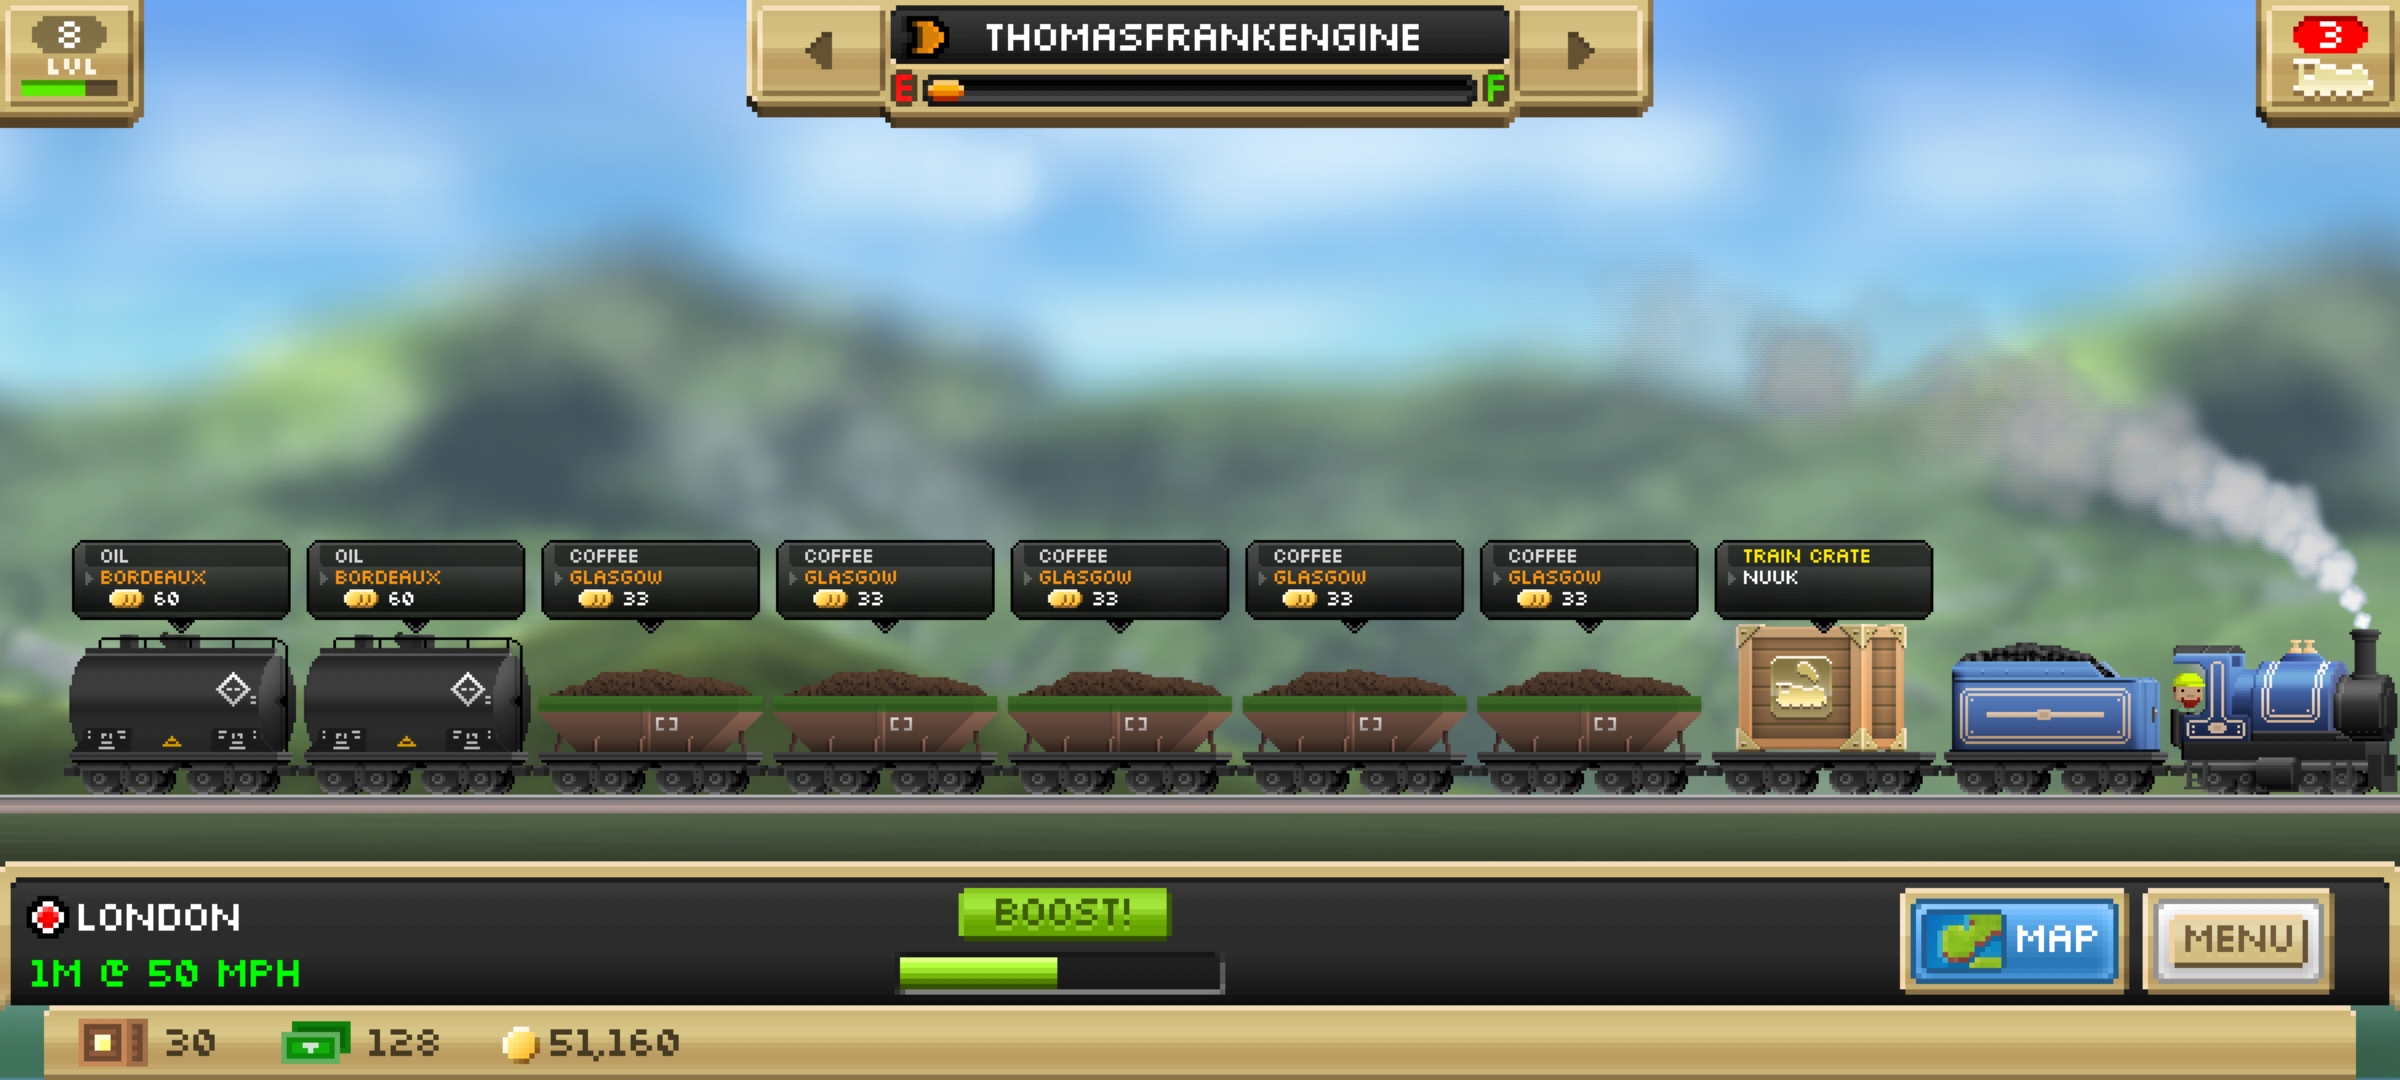 8
LVL
THOMASFRANKENGINE
E F
3
OIL
BORDEAUX
60
OIL
BORDEAUX
60
COFFEE
GLASGOW
33
COFFEE
GLASGOW
33
COFFEE
GLASGOW
33
COFFEE
GLASGOW
33
COFFEE
GLASGOW
33
TRAIN CRATE
NUUK
LONDON
1M @ 50 MPH
BOOST!
MAP
MENU
30
128
51,160